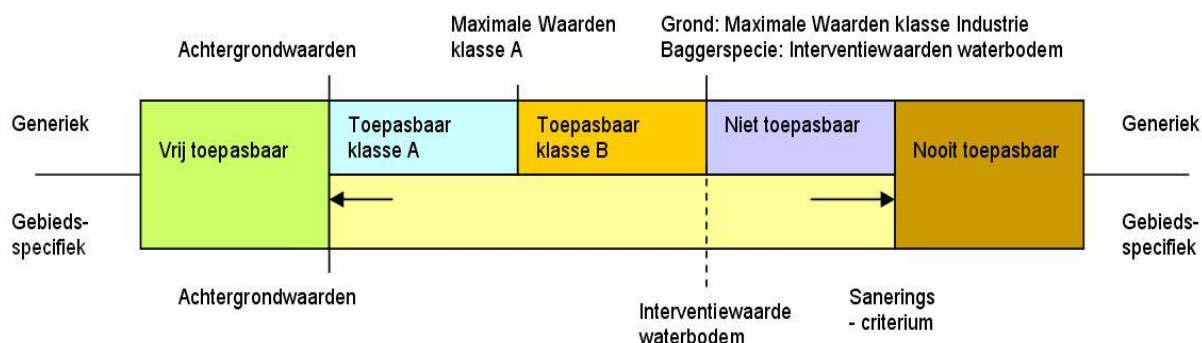 Achtergrondwaarden
Maximale Waarden
klasse A
Grond: Maximale Waarden klasse Industrie
Baggerspecie: Interventiewaarden waterbodem
Generiek
Vrij toepasbaar
Toepasbaar
klasse A
Toepasbaar
klasse B
Niet toepasbaar
Nooit toepasbaar
Generiek
Gebieds-
specifiek
Gebieds-
specifiek
Achtergrondwaarden
Interventiewaarde
waterbodem
Sanerings
- criterium